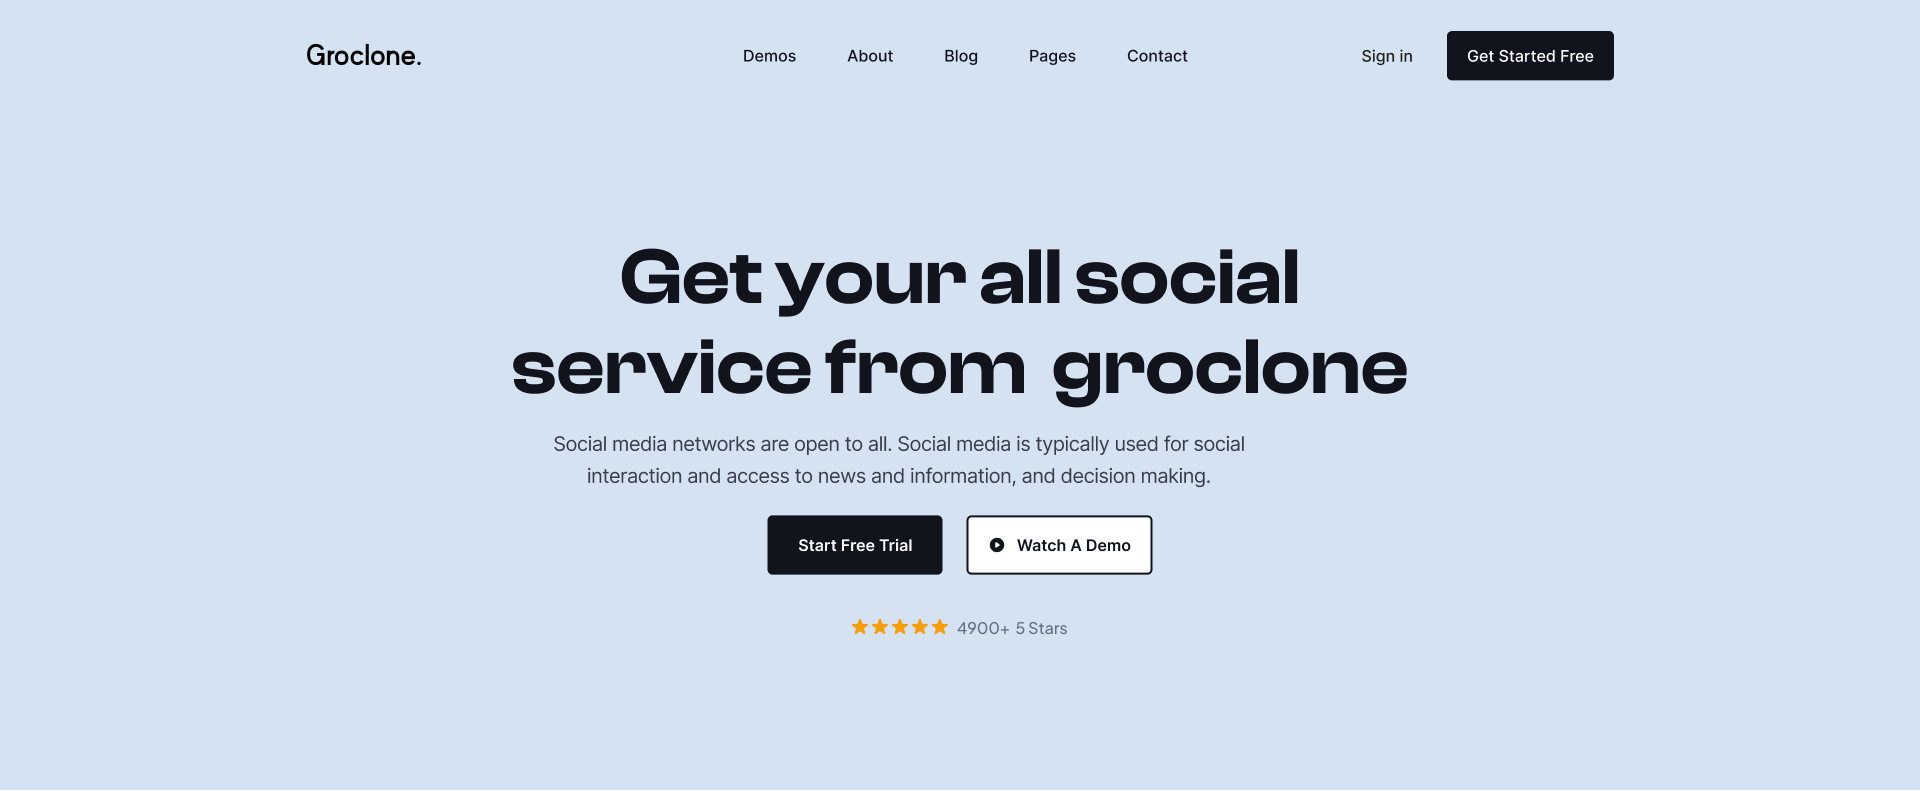 Groclone.
Demos
About
Blog
Pages
Contact
Sign in
Get Started Free
Get your all social
service from groclone
Social media networks are open to all. Social media is typically used for social
interaction and access to news and information, and decision making.
Start Free Trial
Watch A Demo
4900+ 5 Stars